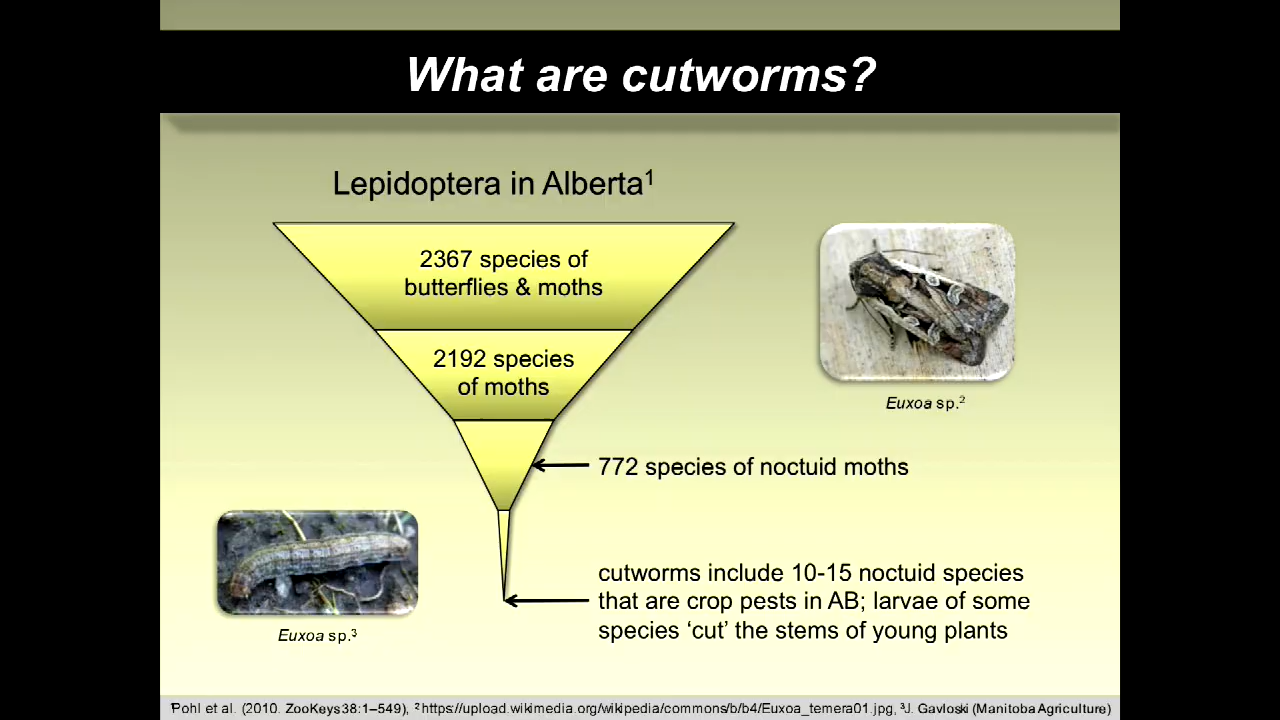 What are cutworms?
Lepidoptera in Alberta¹
2367 species of
butterflies & moths
2192 species
of moths
Euxoa sp.²
772 species of noctuid moths
cutworms include 10-15 noctuid species
that are crop pests in AB; larvae of some
species ‘cut’ the stems of young plants
Euxoa sp.³
¹Pohl et al. (2010. ZooKeys 38:1–549), ²https://upload.wikimedia.org/wikipedia/commons/b/b4/Euxoa_temera01.jpg, ³J. Gavloski (Manitoba Agriculture)